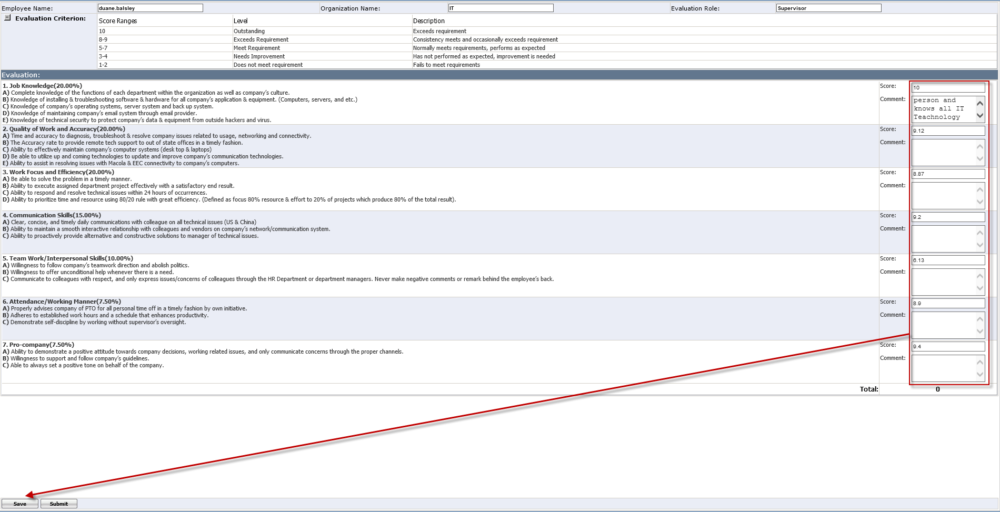 Employee Name: duane.balsley Organization Name: IT Evaluation Role: Supervisor
Evaluation Criterion:
Score Ranges Level Description
10 Outstanding Exceeds requirement
8-9 Exceeds Requirement Consistency meets and occasionally exceeds requirement
5-7 Meet Requirement Normally meets requirements, performs as expected
3-4 Needs Improvement Has not performed as expected, improvement is needed
1-2 Does not meet requirement Fails to meet requirements
Evaluation:
1. Job Knowledge(20.00%)
A) Complete knowledge of the functions of each department within the organization as well as company's culture.
B) Knowledge of installing & troubleshooting software & hardware for all company's application & equipment. (Computers, servers, and etc.)
C) Knowledge of company's operating systems, server system and back up system.
D) Knowledge of maintaining company's email system through email provider.
E) Knowledge of technical security to protect company's data & equipment from outside hackers and virus.
Score: 10
Comment: person and
knows all IT
Teachnology
2. Quality of Work and Accuracy(20.00%)
A) Time and accuracy to diagnosis, troubleshoot & resolve company issues related to usage, networking and connectivity.
B) The Accuracy rate to provide remote tech support to out of state offices in a timely fashion.
C) Ability to effectively maintain company's computer systems (desk top & laptops)
D) Be able to utilize up and coming technologies to update and improve company's communication technologies.
E) Ability to assist in resolving issues with Macola & EEC connectivity to company's computers.
Score: 9.12
Comment:
3. Work Focus and Efficiency(20.00%)
A) Be able to solve the problem in a timely manner.
B) Ability to execute assigned department project effectively with a satisfactory end result.
C) Ability to respond and resolve technical issues within 24 hours of occurrences.
D) Ability to prioritize time and resource using 80/20 rule with great efficiency. (Defined as focus 80% resource & effort to 20% of projects which produce 80% of the total result).
Score: 8.87
Comment:
4. Communication Skills(15.00%)
A) Clear, concise, and timely daily communications with colleague on all technical issues (US & China)
B) Ability to maintain a smooth interactive relationship with colleagues and vendors on company's network/communication system.
C) Ability to proactively provide alternative and constructive solutions to manager of technical issues.
Score: 9.2
Comment:
5. Team Work/Interpersonal Skills(10.00%)
A) Willingness to follow company's teamwork direction and abolish politics.
B) Willingness to offer unconditional help whenever there is a need.
C) Communicate to colleagues with respect, and only express issues/concerns of colleagues through the HR Department or department managers. Never make negative comments or remark behind the employee's back.
Score: 6.13
Comment:
6. Attendance/Working Manner(7.50%)
A) Properly advises company of PTO for all personal time off in a timely fashion by own initiative.
B) Adheres to established work hours and a schedule that enhances productivity.
C) Demonstrate self-discipline by working without supervisor's oversight.
Score: 8.9
Comment:
7. Pro-company(7.50%)
A) Ability to demonstrate a positive attitude towards company decisions, working related issues, and only communicate concerns through the proper channels.
B) Willingness to support and follow company's guidelines.
C) Able to always set a positive tone on behalf of the company.
Score: 9.4
Comment:
Total: 0
Save Submit